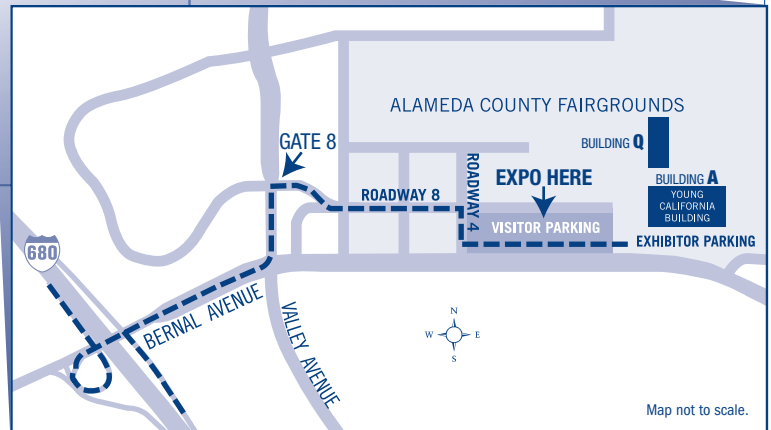 ALAMEDA COUNTY FAIRGROUNDS
GATE 8
BUILDING Q
BUILDING A
YOUNG
CALIFORNIA
BUILDING
EXPO HERE
ROADWAY 8
ROADWAY 4
VISITOR PARKING
EXHIBITOR PARKING
680
BERNAL AVENUE
VALLEY AVENUE
N
W E
S
Map not to scale.